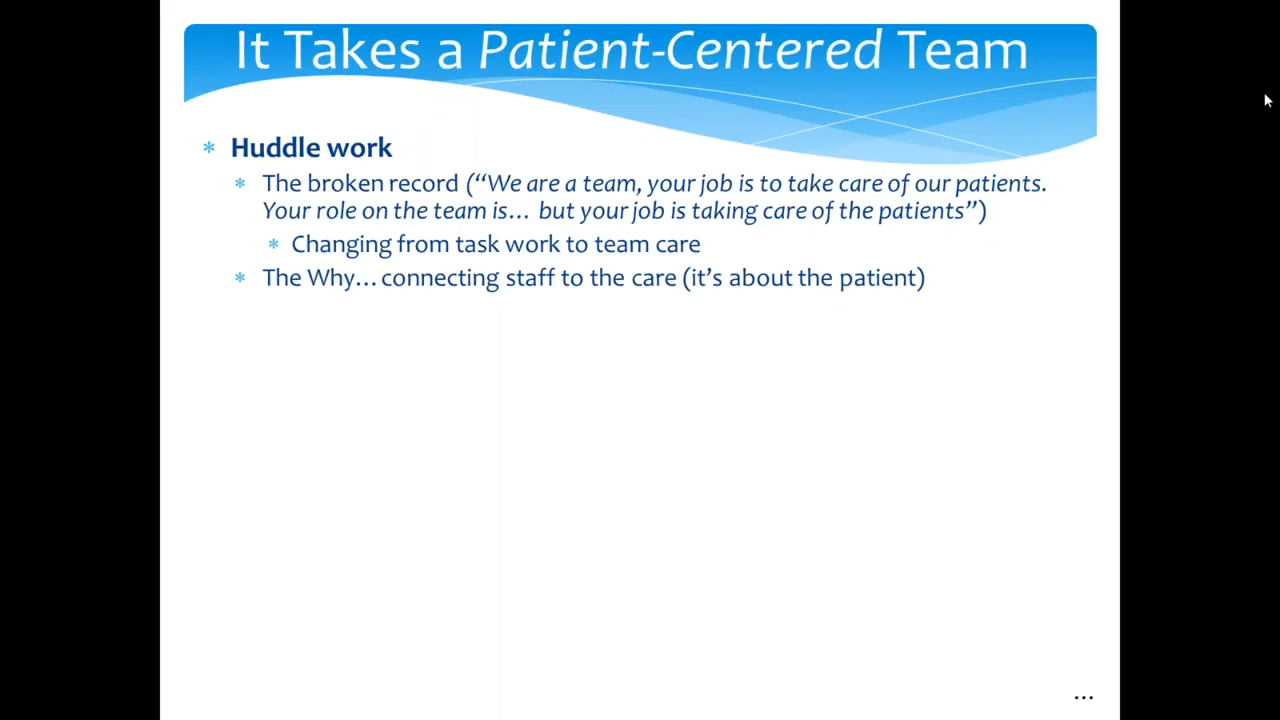 It Takes a Patient-Centered Team
* Huddle work
* The broken record (“We are a team, your job is to take care of our patients.
Your role on the team is… but your job is taking care of the patients”)
* Changing from task work to team care
* The Why…connecting staff to the care (it’s about the patient)
…